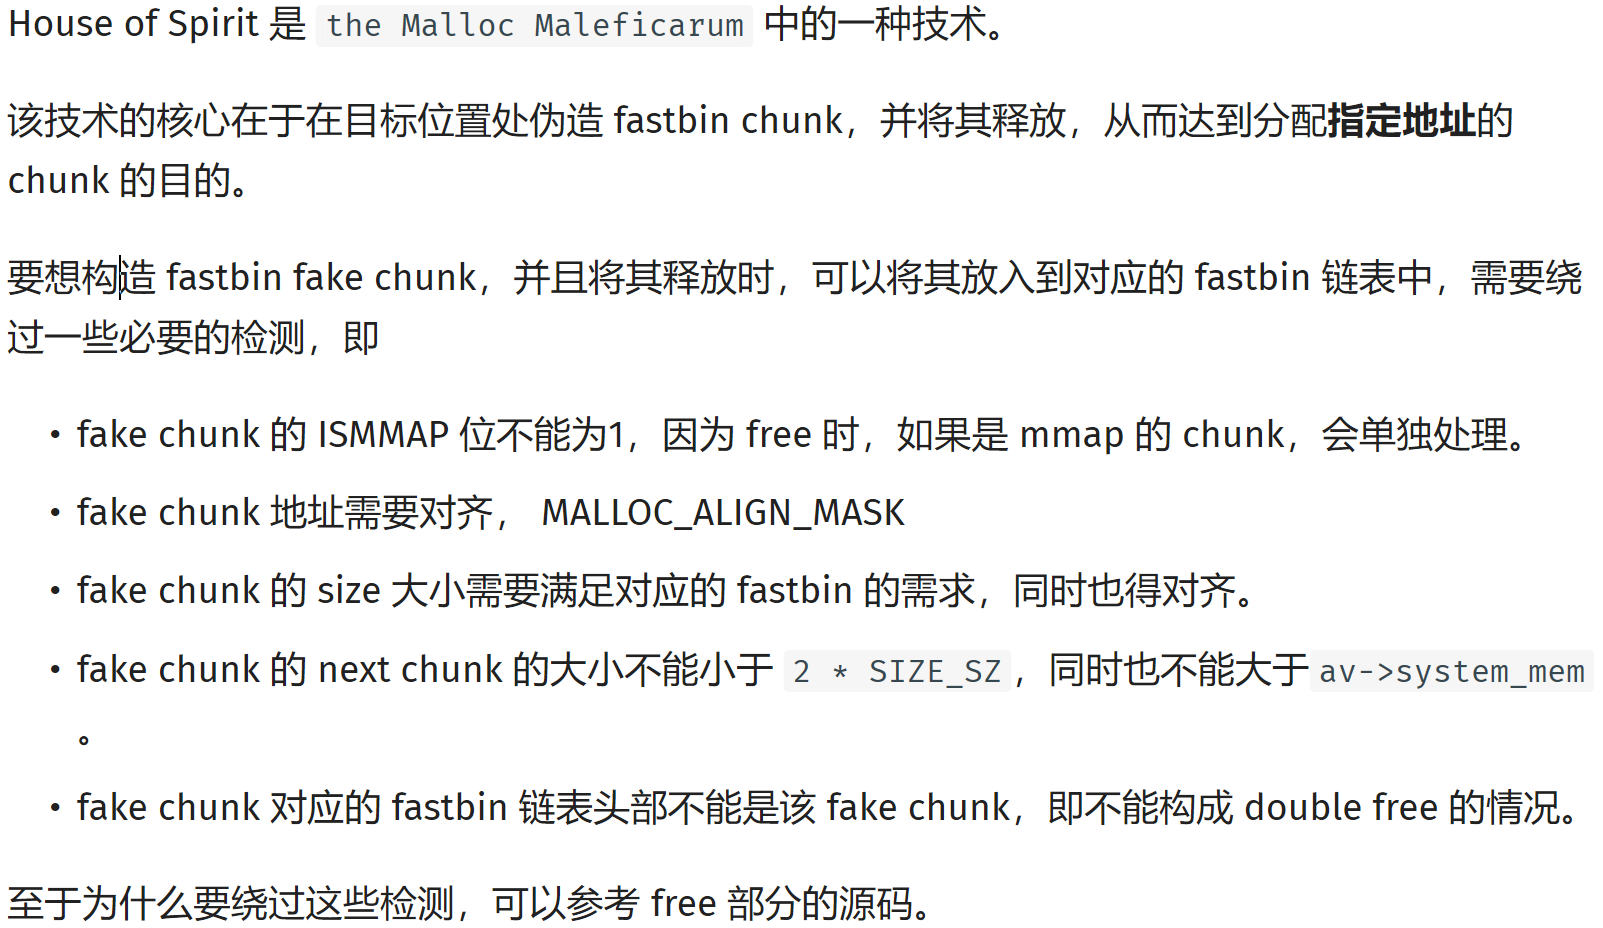 House of Spirit 是 the Malloc Maleficarum 中的一种技术。
该技术的核心在于在目标位置处伪造 fastbin chunk，并将其释放，从而达到分配指定地址的
chunk 的目的。
要想构造 fastbin fake chunk，并且将其释放时，可以将其放入到对应的 fastbin 链表中，需要绕
过一些必要的检测，即
• fake chunk 的 ISMMAP 位不能为1，因为 free 时，如果是 mmap 的 chunk，会单独处理。
• fake chunk 地址需要对齐， MALLOC_ALIGN_MASK
• fake chunk 的 size 大小需要满足对应的 fastbin 的需求，同时也得对齐。
• fake chunk 的 next chunk 的大小不能小于 2 * SIZE_SZ，同时也不能大于av->system_mem
。
• fake chunk 对应的 fastbin 链表头部不能是该 fake chunk，即不能构成 double free 的情况。
至于为什么要绕过这些检测，可以参考 free 部分的源码。